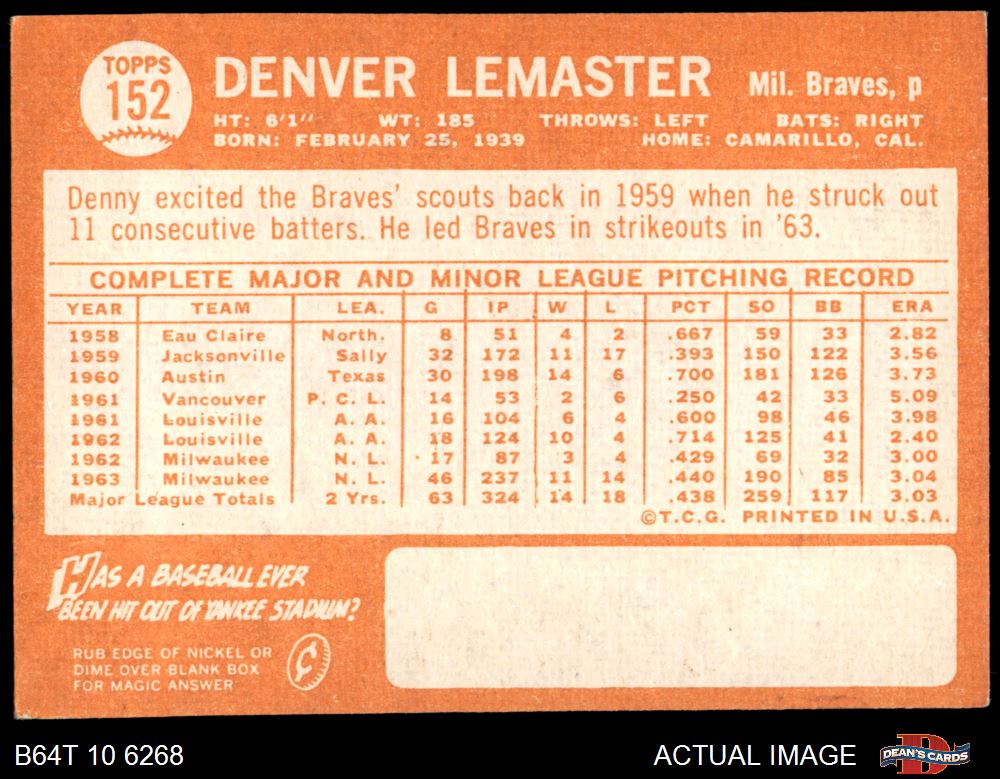 TOPPS
152
DENVER LEMASTER Mil. Braves, p
HT: 6'1" WT: 185 THROWS: LEFT BATS: RIGHT
BORN: FEBRUARY 25, 1939 HOME: CAMARILLO, CAL.
Denny excited the Braves' scouts back in 1959 when he struck out
11 consecutive batters. He led Braves in strikeouts in '63.
COMPLETE MAJOR AND MINOR LEAGUE PITCHING RECORD
YEAR TEAM LEA. G IP W L PCT SO BB ERA
1958 Eau Claire North. 8 51 4 2 .667 59 33 2.82
1959 Jacksonville Sally 32 172 11 17 .393 150 122 3.56
1960 Austin Texas 30 198 14 6 .700 181 126 3.73
1961 Vancouver P. C. L. 14 53 2 6 .250 42 33 5.09
1961 Louisville A. A. 16 104 6 4 .600 98 46 3.98
1962 Louisville A. A. 18 124 10 4 .714 125 41 2.40
1962 Milwaukee N. L. 17 87 3 4 .429 69 32 3.00
1963 Milwaukee N. L. 46 237 11 14 .440 190 85 3.04
Major League Totals 2 Yrs. 63 324 14 18 .438 259 117 3.03
©T.C.G. PRINTED IN U.S.A.
HAS A BASEBALL EVER
BEEN HIT OUT OF YANKEE STADIUM?
RUB EDGE OF NICKEL OR
DIME OVER BLANK BOX
FOR MAGIC ANSWER
¢
B64T 10 6268 ACTUAL IMAGE DEAN'S CARDS